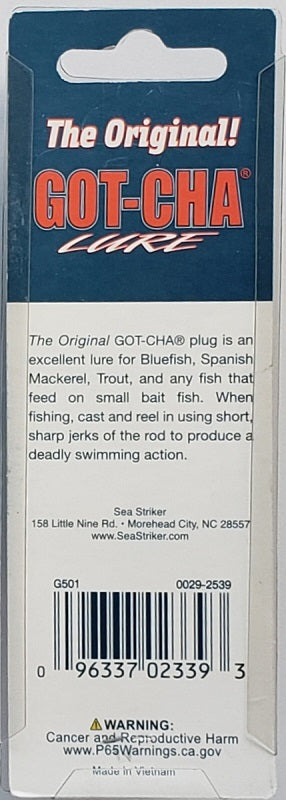 The Original!
GOT-CHA®
LURE
The Original GOT-CHA® plug is an
excellent lure for Bluefish, Spanish
Mackerel, Trout, and any fish that
feed on small bait fish. When
fishing, cast and reel in using short,
sharp jerks of the rod to produce a
deadly swimming action.
Sea Striker
158 Little Nine Rd. • Morehead City, NC 28557
www.SeaStriker.com
G501 0029-2539
0 96337 02339 3
⚠WARNING:
Cancer and Reproductive Harm
www.P65Warnings.ca.gov
Made in Vietnam